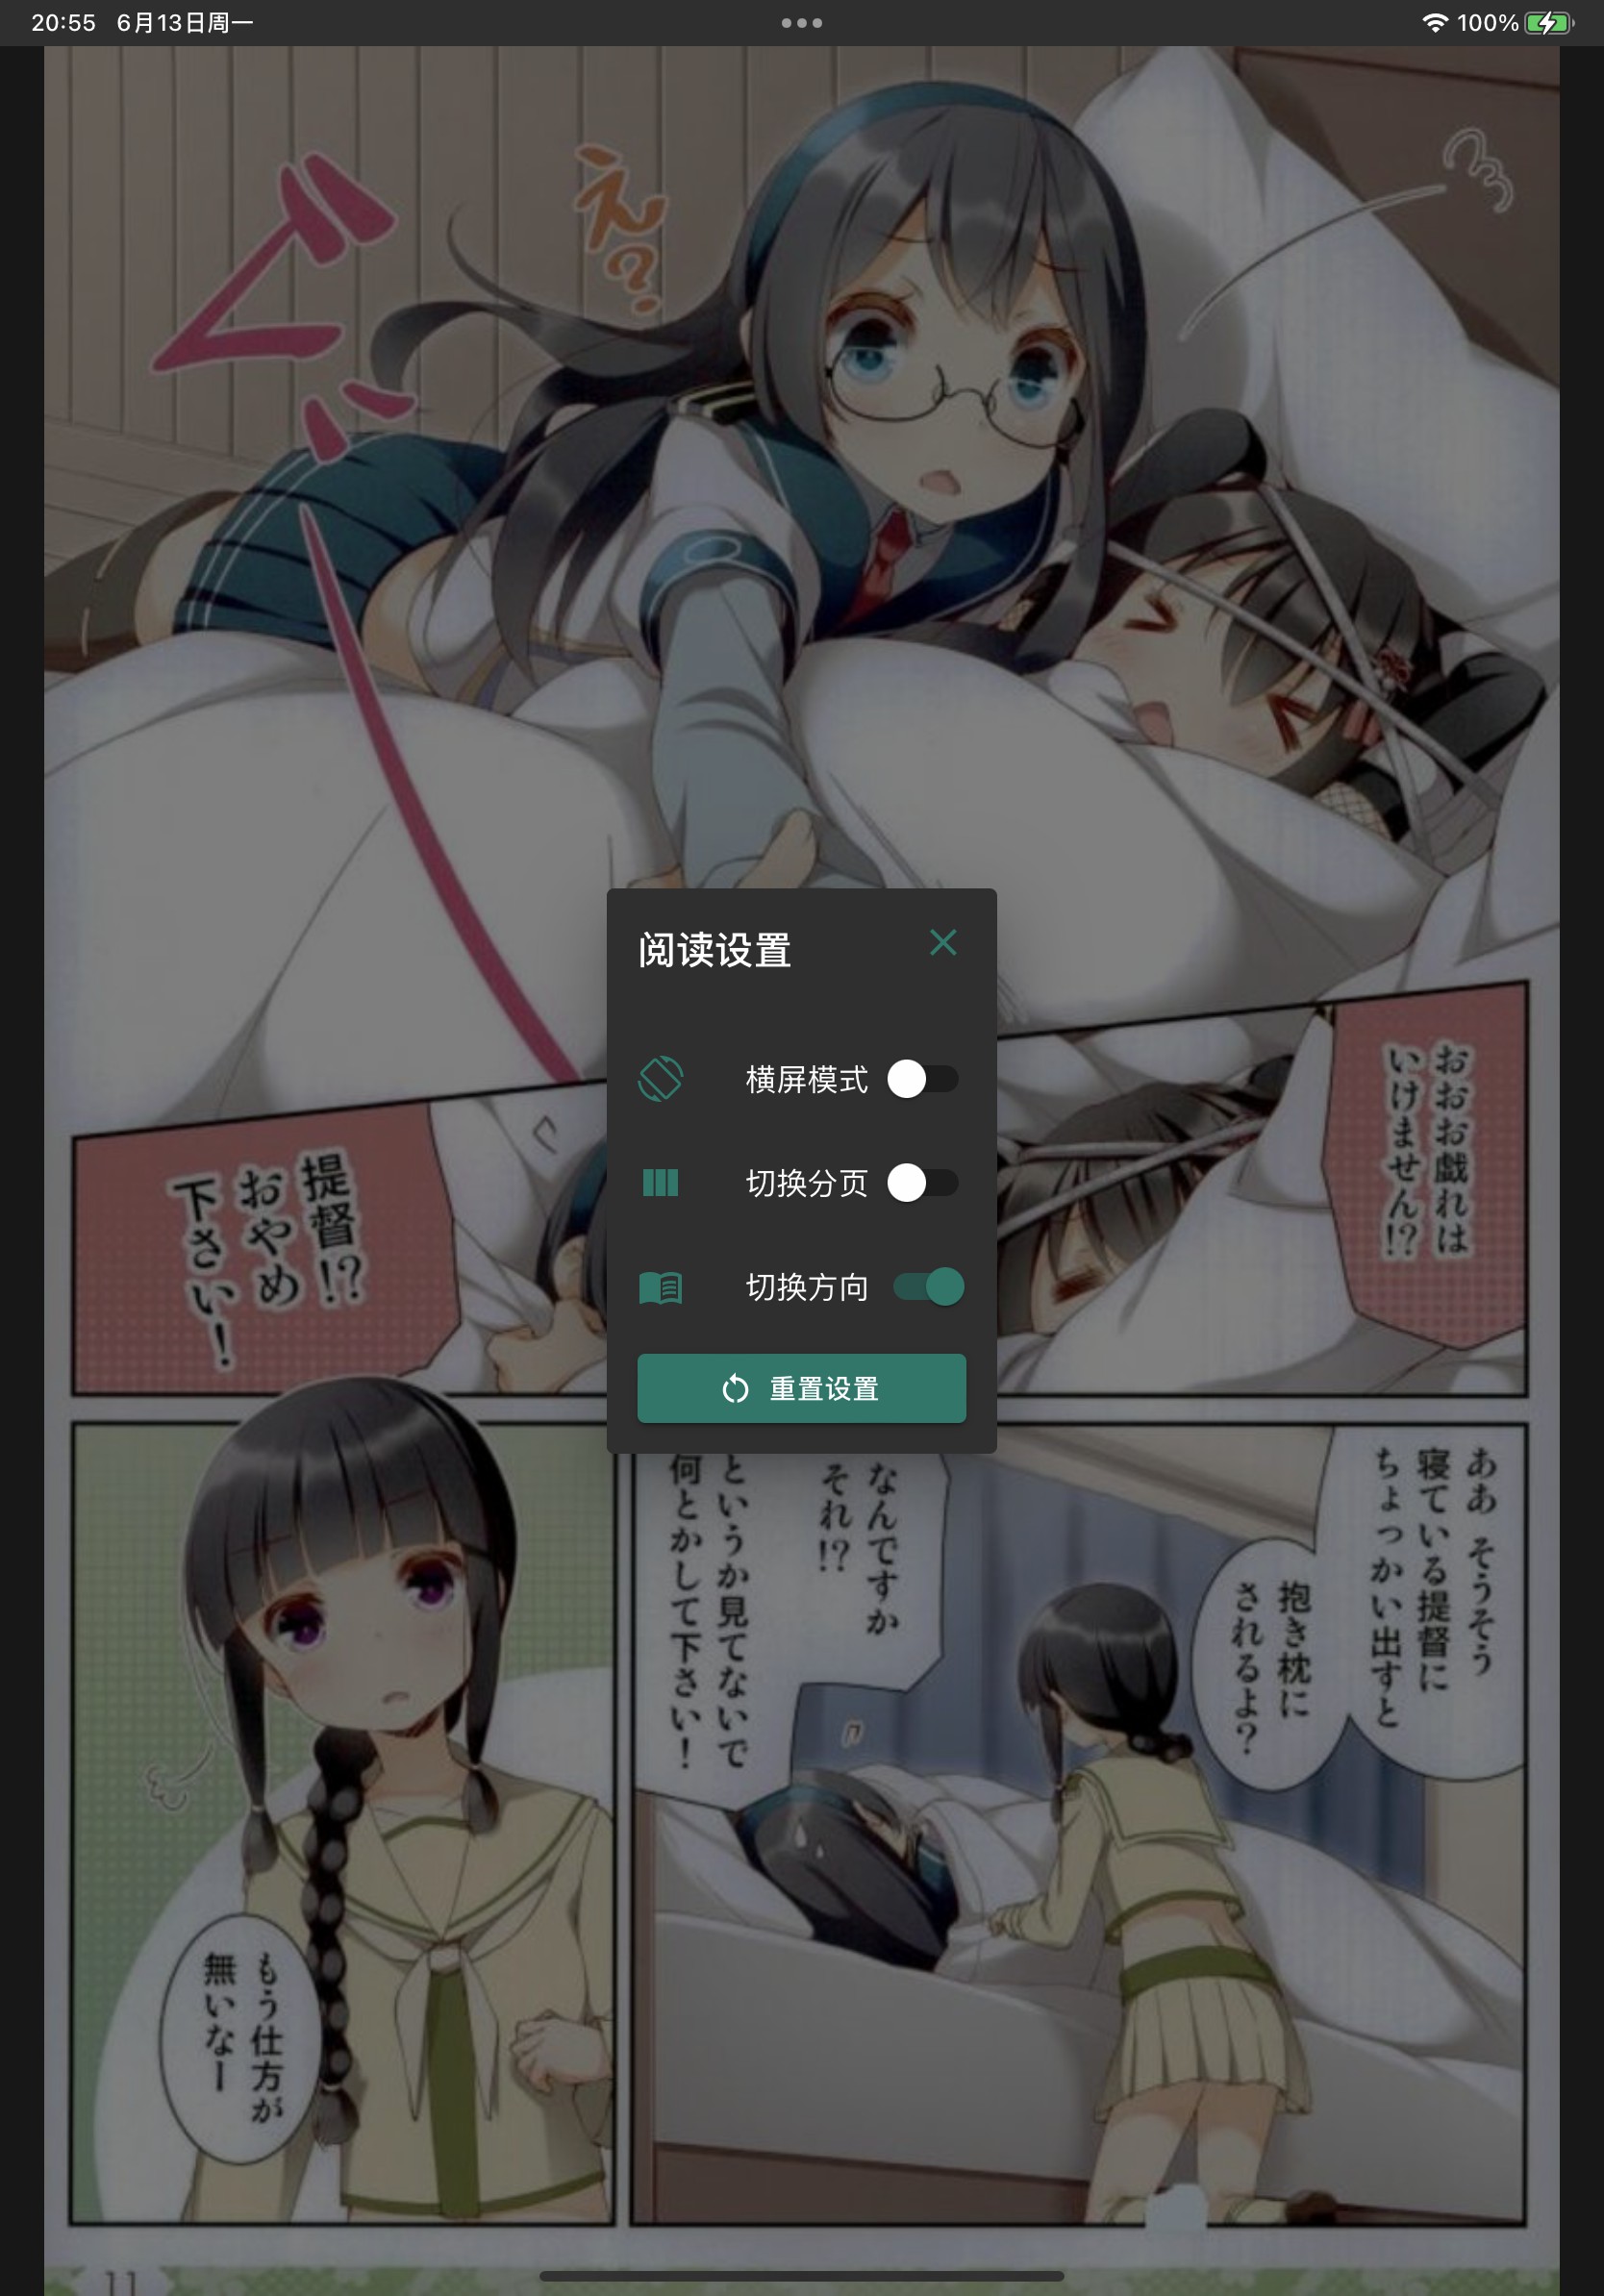 20:55 6月13日周一
100%
え?
おおお戯れは
いけません!?
提督!?
おやめ
下さい!
阅读设置
横屏模式
切换分页
切换方向
重置设置
ああ そうそう
寝ている提督に
ちょっかい出すと
抱き枕に
されるよ?
なんですか
それ!?
というか見てないで
何とかして下さい!
もう仕方が
無いなー
11